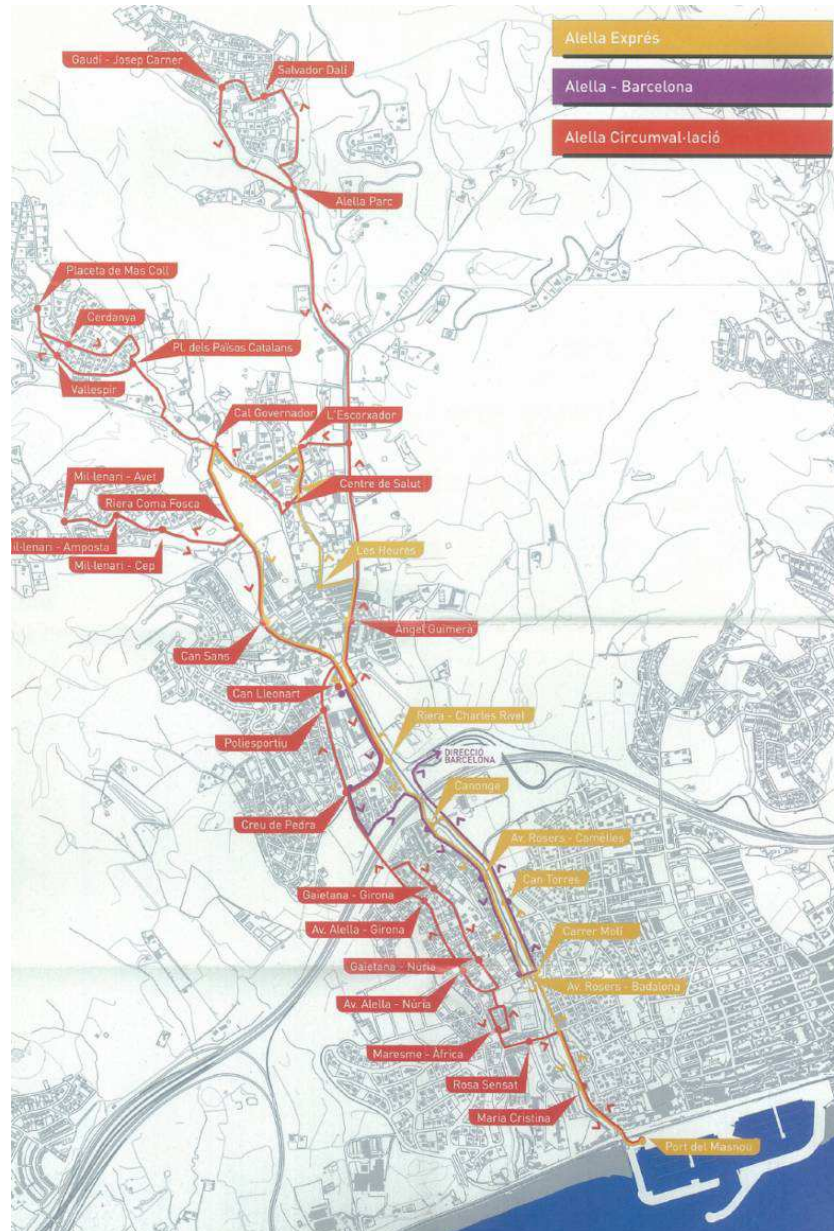 Alella Exprés
Alella - Barcelona
Alella Circumval·lació
Gaudí - Josep Carner
Salvador Dalí
Alella Parc
Placeta de Mas Coll
Cerdanya
Pl. dels Països Catalans
Vallespir
Cal Governador
L'Escorxador
Mil·lenari - Avet
Riera Coma Fosca
Centre de Salut
il·lenari - Amposta
Mil·lenari - Cep
Les Heures
Can Sans
Àngel Guimerà
Can Lleonart
Riera - Charles Rivel
Poliesportiu
DIRECCIÓ
BARCELONA
Creu de Pedra
Canonge
Av. Rosers - Camèlies
Gaietana - Girona
Can Torres
Av. Alella - Girona
Carrer Molí
Gaietana - Núria
Av. Rosers - Badalona
Av. Alella - Núria
Maresme - Àfrica
Rosa Sensat
Maria Cristina
Port del Masnou